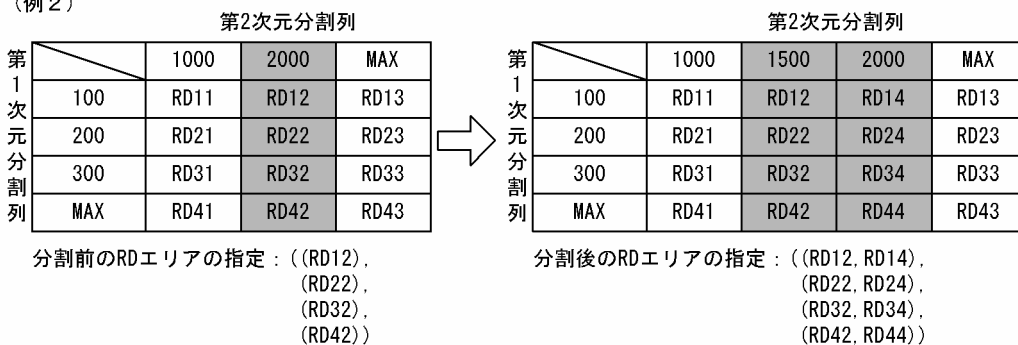 (例2)
第2次元分割列
第1次元分割列
1000 2000 MAX
100 RD11 RD12 RD13
200 RD21 RD22 RD23
300 RD31 RD32 RD33
MAX RD41 RD42 RD43
分割前のRDエリアの指定：((RD12),
(RD22),
(RD32),
(RD42))
第2次元分割列
第1次元分割列
1000 1500 2000 MAX
100 RD11 RD12 RD14 RD13
200 RD21 RD22 RD24 RD23
300 RD31 RD32 RD34 RD33
MAX RD41 RD42 RD44 RD43
分割後のRDエリアの指定：((RD12,RD14),
(RD22,RD24),
(RD32,RD34),
(RD42,RD44))